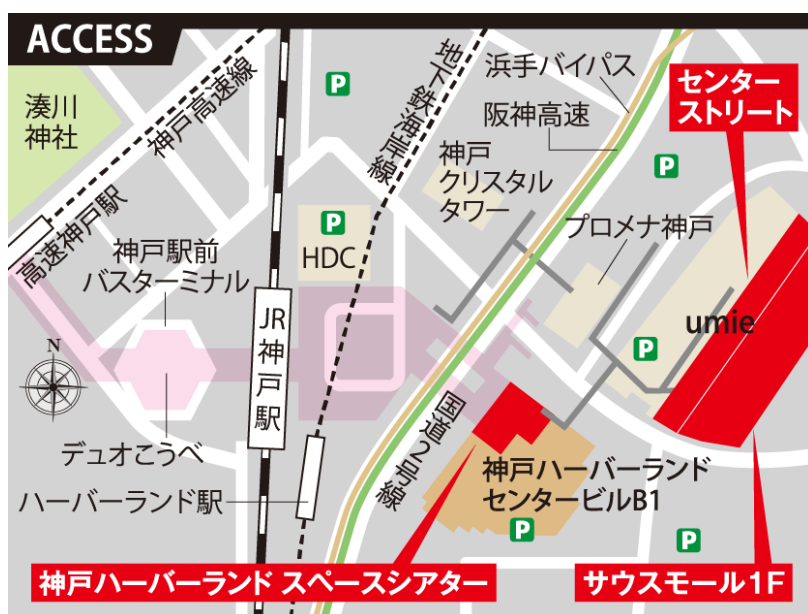 ACCESS
湊川
神社
神戸高速線
高速神戸駅
P
地下鉄海岸線
浜手バイパス
阪神高速
センター
ストリート
P
神戸
クリスタル
タワー
P
HDC
プロメナ神戸
神戸駅前
バスターミナル
JR神戸駅
umie
P
N
国道2号線
デュオこうべ
ハーバーランド駅
神戸ハーバーランド
センタービルB1
P
P
神戸ハーバーランド スペースシアター
サウスモール1F